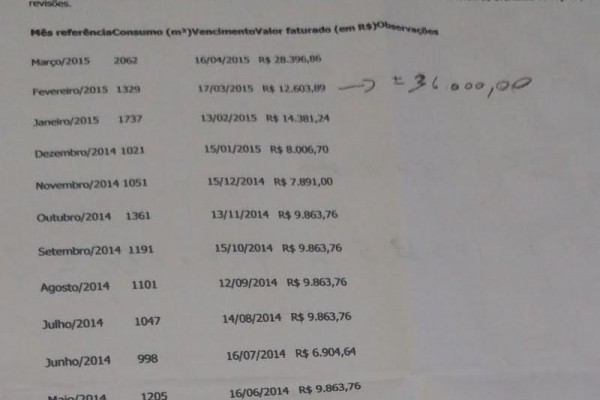 revisões.
Mês referênciaConsumo (m³)VencimentoValor faturado (em R$)Observações
Março/2015 2062 16/04/2015 R$ 28.396,86
Fevereiro/2015 1329 17/03/2015 R$ 12.603,89 → ± 36.000,00
Janeiro/2015 1737 13/02/2015 R$ 14.381,24
Dezembro/2014 1021 15/01/2015 R$ 8.006,70
Novembro/2014 1051 15/12/2014 R$ 7.891,00
Outubro/2014 1361 13/11/2014 R$ 9.863,76
Setembro/2014 1191 15/10/2014 R$ 9.863,76
Agosto/2014 1101 12/09/2014 R$ 9.863,76
Julho/2014 1047 14/08/2014 R$ 9.863,76
Junho/2014 998 16/07/2014 R$ 6.904,64
Maio/2014 1205 16/06/2014 R$ 9.863,76